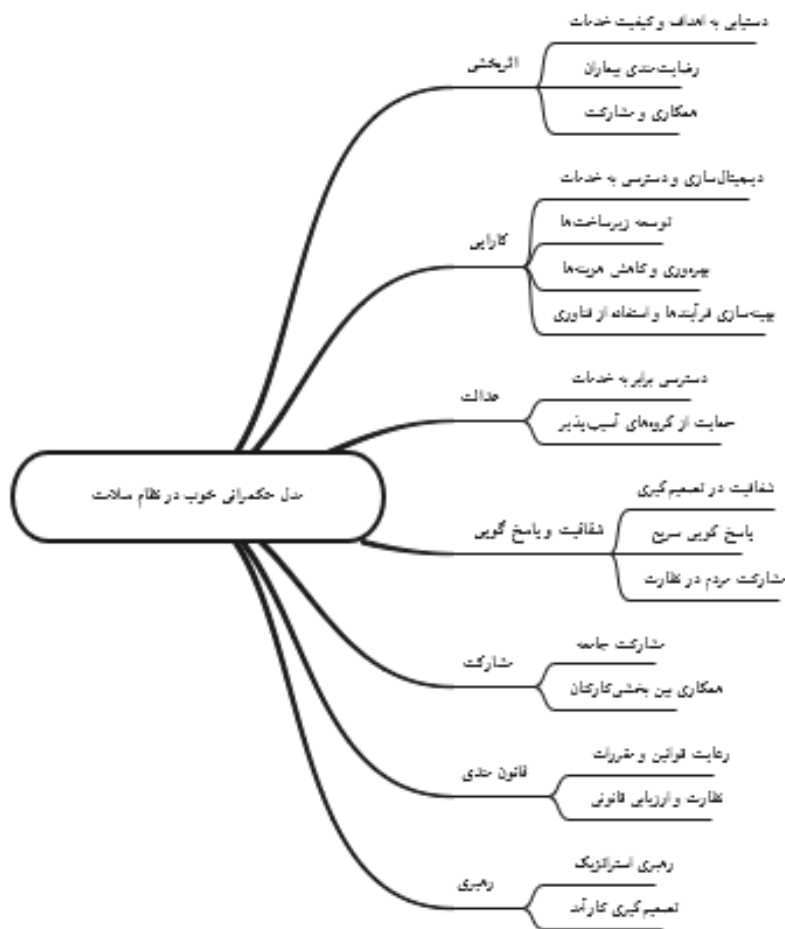 مدل حکمرانی خوب در نظام سلامت
اثربخشی
دستیابی به اهداف و کیفیت خدمات
رضایت‌مندی بیماران
همکاری و مشارکت
کارایی
دیجیتال‌سازی و دسترسی به خدمات
توسعه زیرساخت‌ها
بهره‌وری و کاهش هزینه‌ها
بهینه‌سازی فرآیندها و استفاده از فناوری
عدالت
دسترسی برابر به خدمات
حمایت از گروه‌های آسیب‌پذیر
شفافیت و پاسخ گویی
شفافیت در تصمیم‌گیری
پاسخ گویی سریع
مشارکت مردم در نظارت
مشارکت
مشارکت جامعه
همکاری بین بخشی‌کارکنان
قانون مندی
رعایت قوانین و مقررات
نظارت و ارزیابی قانونی
رهبری
رهبری استراتژیک
تصمیم‌گیری کارآمد